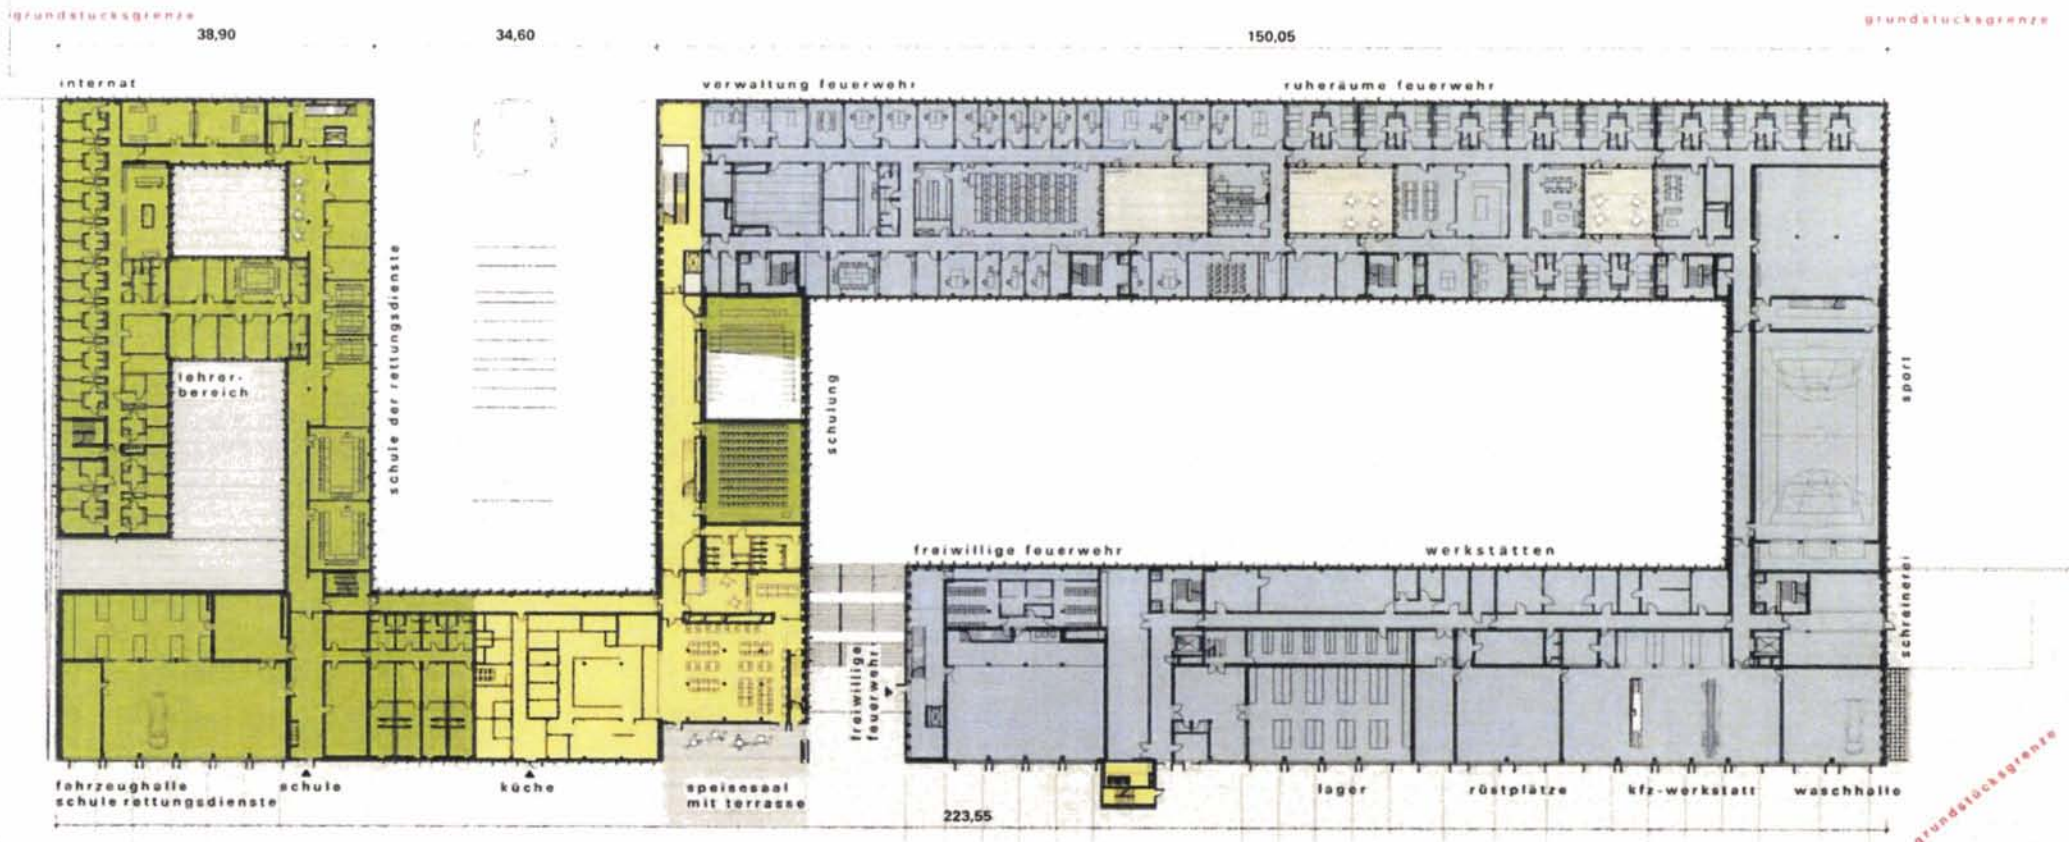 grundstucksgrenze
grundstucksgrenze
38,90
34,60
150,05
internat
verwaltung feuerwehr
ruheräume feuerwehr
schule der rettungsdienste
lehrer-
bereich
schulung
sport
freiwillige feuerwehr
werkstätten
schreinerei
freiwillige
feuerwehr
fahrzeughalle
schule rettungsdienste
schule
küche
speisesaal
mit terrasse
lager
rüstplätze
kfz-werkstatt
waschhalle
223,55
grundstücksgrenze